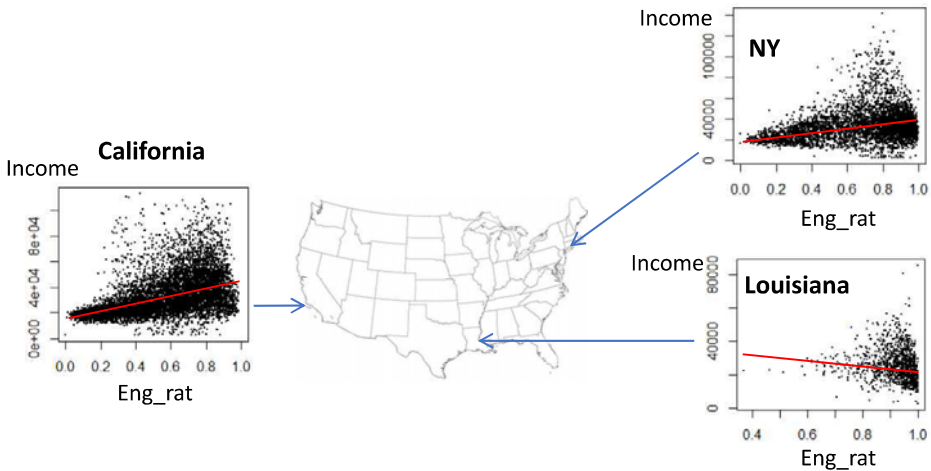 Income
NY
100000
40000
0
0.0 0.2 0.4 0.6 0.8 1.0
Eng_rat
California
Income
8e+04
4e+04
0e+00
0.0 0.2 0.4 0.6 0.8 1.0
Eng_rat
Income
Louisiana
80000
40000
0
0.4 0.6 0.8 1.0
Eng_rat